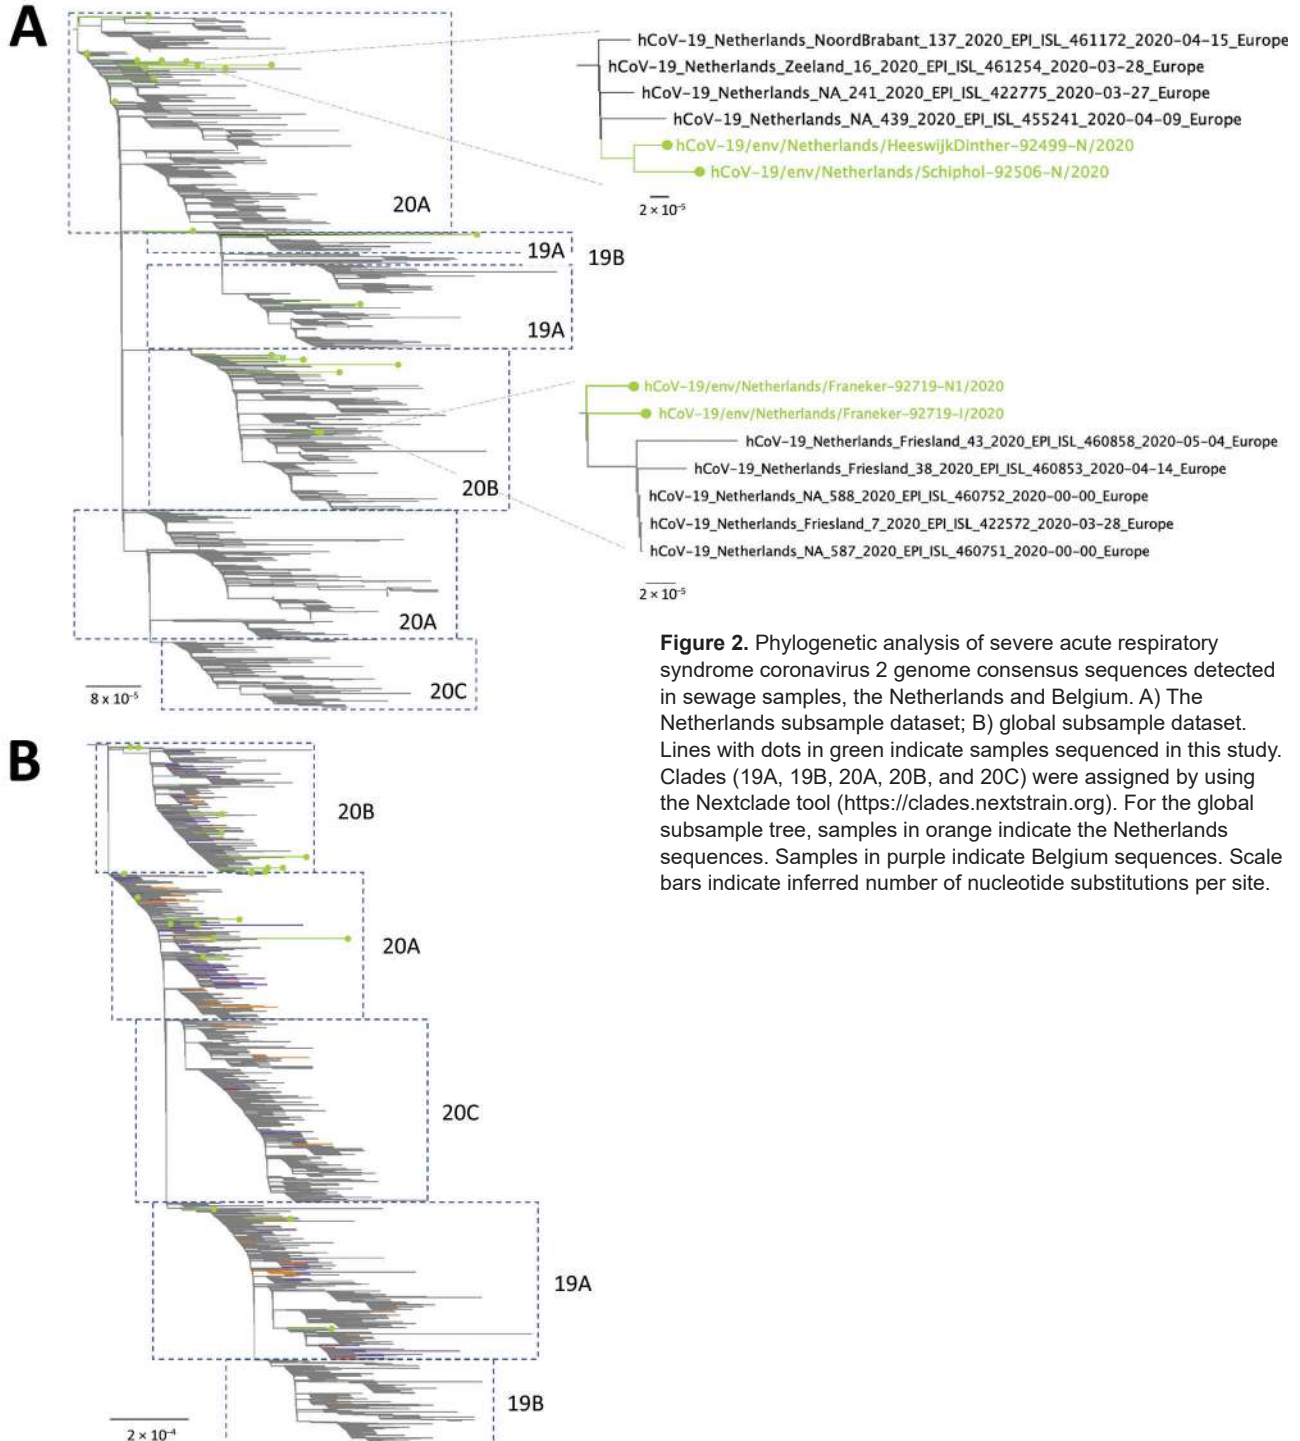 A
hCoV-19_Netherlands_NoordBrabant_137_2020_EPI_ISL_461172_2020-04-15_Europe
hCoV-19_Netherlands_Zeeland_16_2020_EPI_ISL_461254_2020-03-28_Europe
hCoV-19_Netherlands_NA_241_2020_EPI_ISL_422775_2020-03-27_Europe
hCoV-19_Netherlands_NA_439_2020_EPI_ISL_455241_2020-04-09_Europe
hCoV-19/env/Netherlands/HeeswijkDinther-92499-N/2020
hCoV-19/env/Netherlands/Schiphol-92506-N/2020
2 × 10⁻⁵
20A
19A
19B
19A
hCoV-19/env/Netherlands/Franeker-92719-N1/2020
hCoV-19/env/Netherlands/Franeker-92719-I/2020
hCoV-19_Netherlands_Friesland_43_2020_EPI_ISL_460858_2020-05-04_Europe
hCoV-19_Netherlands_Friesland_38_2020_EPI_ISL_460853_2020-04-14_Europe
hCoV-19_Netherlands_NA_588_2020_EPI_ISL_460752_2020-00-00_Europe
hCoV-19_Netherlands_Friesland_7_2020_EPI_ISL_422572_2020-03-28_Europe
hCoV-19_Netherlands_NA_587_2020_EPI_ISL_460751_2020-00-00_Europe
2 × 10⁻⁵
20B
20A
20C
8 x 10⁻⁵
Figure 2. Phylogenetic analysis of severe acute respiratory
syndrome coronavirus 2 genome consensus sequences detected
in sewage samples, the Netherlands and Belgium. A) The
Netherlands subsample dataset; B) global subsample dataset.
Lines with dots in green indicate samples sequenced in this study.
Clades (19A, 19B, 20A, 20B, and 20C) were assigned by using
the Nextclade tool (https://clades.nextstrain.org). For the global
subsample tree, samples in orange indicate the Netherlands
sequences. Samples in purple indicate Belgium sequences. Scale
bars indicate inferred number of nucleotide substitutions per site.
B
20B
20A
20C
19A
19B
2 × 10⁻⁴